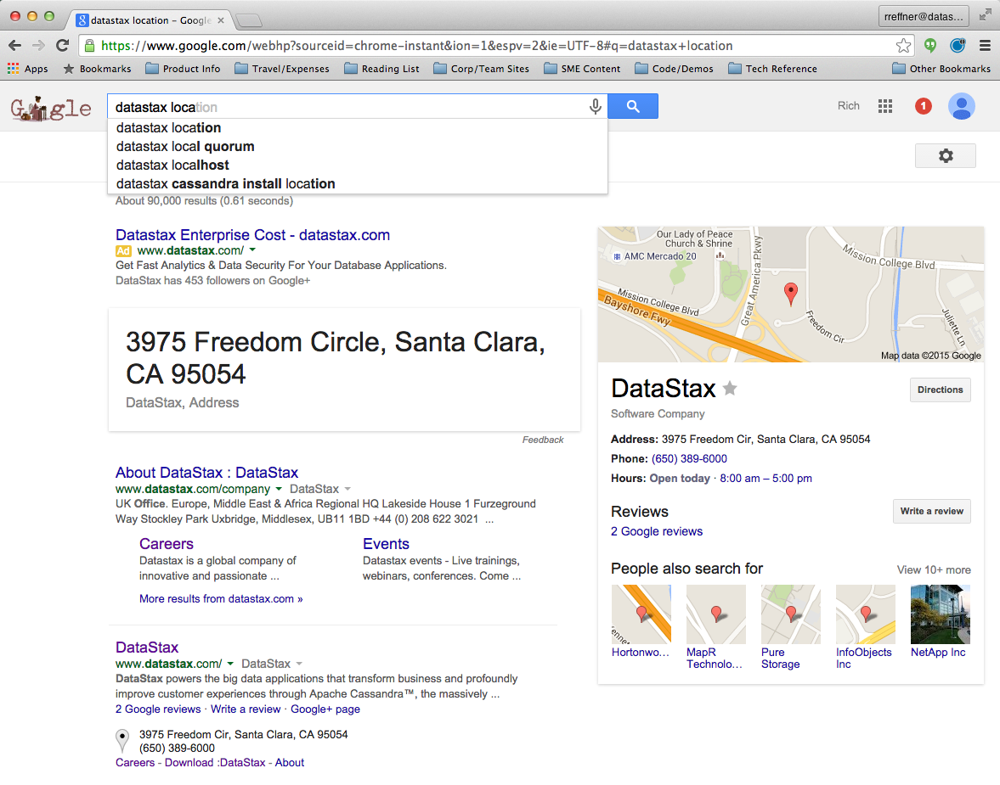 datastax location - Google
rreffner@datas...
https://www.google.com/webhp?sourceid=chrome-instant&ion=1&espv=2&ie=UTF-8#q=datastax+location
Apps Bookmarks Product Info Travel/Expenses Reading List Corp/Team Sites SME Content Code/Demos Tech Reference Other Bookmarks
Google
datastax location
Rich
1
datastax location
datastax local quorum
datastax localhost
datastax cassandra install location
About 90,000 results (0.61 seconds)
Datastax Enterprise Cost - datastax.com
Ad www.datastax.com/
Get Fast Analytics & Data Security For Your Database Applications.
DataStax has 453 followers on Google+
3975 Freedom Circle, Santa Clara,
CA 95054
DataStax, Address
Feedback
About DataStax : DataStax
www.datastax.com/company DataStax
UK Office. Europe, Middle East & Africa Regional HQ Lakeside House 1 Furzeground
Way Stockley Park Uxbridge, Middlesex, UB11 1BD +44 (0) 208 622 3021 ...
Careers
Datastax is a global company of
innovative and passionate ...
Events
Datastax events - Live trainings,
webinars, conferences. Come ...
More results from datastax.com »
DataStax
www.datastax.com/ DataStax
DataStax powers the big data applications that transform business and profoundly
improve customer experiences through Apache Cassandra™, the massively ...
2 Google reviews · Write a review · Google+ page
3975 Freedom Cir, Santa Clara, CA 95054
(650) 389-6000
Careers - Download :DataStax - About
Our Lady of Peace
Church & Shrine
AMC Mercado 20
Great America Pkwy
Mission College Blvd
Mission College Blvd
Bayshore Fwy
Freedom Cir
Juliette Ln
Map data ©2015 Google
DataStax
Directions
Software Company
Address: 3975 Freedom Cir, Santa Clara, CA 95054
Phone: (650) 389-6000
Hours: Open today · 8:00 am – 5:00 pm
Reviews
Write a review
2 Google reviews
People also search for
View 10+ more
Kenne
Hortonwo...
MapR
Technolo...
Pure
Storage
InfoObjects
Inc
NetApp Inc